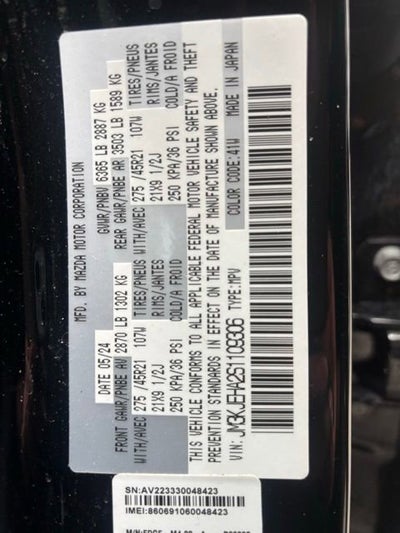 MFD. BY MAZDA MOTOR CORPORATION
DATE 05/24 GVWR/PNBV 6365 LB 2887 KG
FRONT GAWR/PNBE AV 2870 LB 1302 KG REAR GAWR/PNBE AR 3503 LB 1589 KG
WITH/AVEC 275 /45R21 107W TIRES/PNEUS WITH/AVEC 275 /45R21 107W TIRES/PNEUS
21X9 1/2J RIMS/JANTES 21X9 1/2J RIMS/JANTES
250 KPA/36 PSI COLD/A FROID 250 KPA/36 PSI COLD/A FROID
THIS VEHICLE CONFORMS TO ALL APPLICABLE FEDERAL MOTOR VEHICLE SAFETY AND THEFT
PREVENTION STANDARDS IN EFFECT ON THE DATE OF MANUFACTURE SHOWN ABOVE.
VIN: JM3KJEHA2S1109306 TYPE:MPV COLOR CODE:41W MADE IN JAPAN
SN:AV223330048423
IMEI:860691060048423